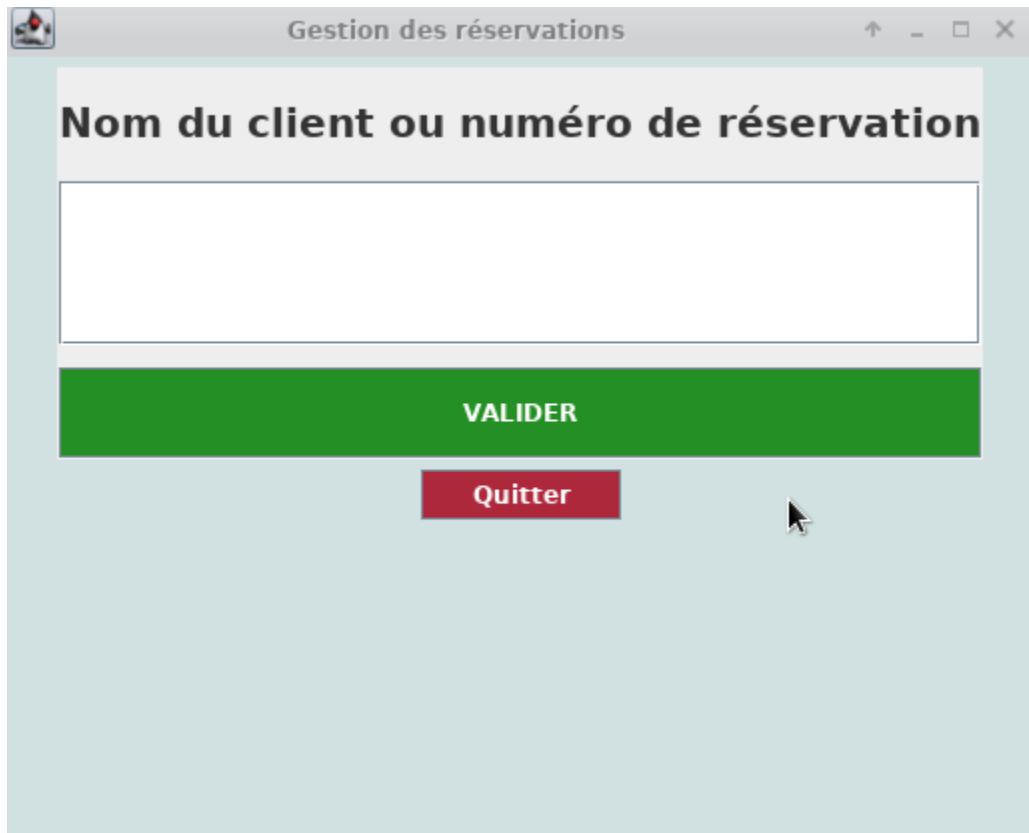 Gestion des réservations
Nom du client ou numéro de réservation
VALIDER
Quitter